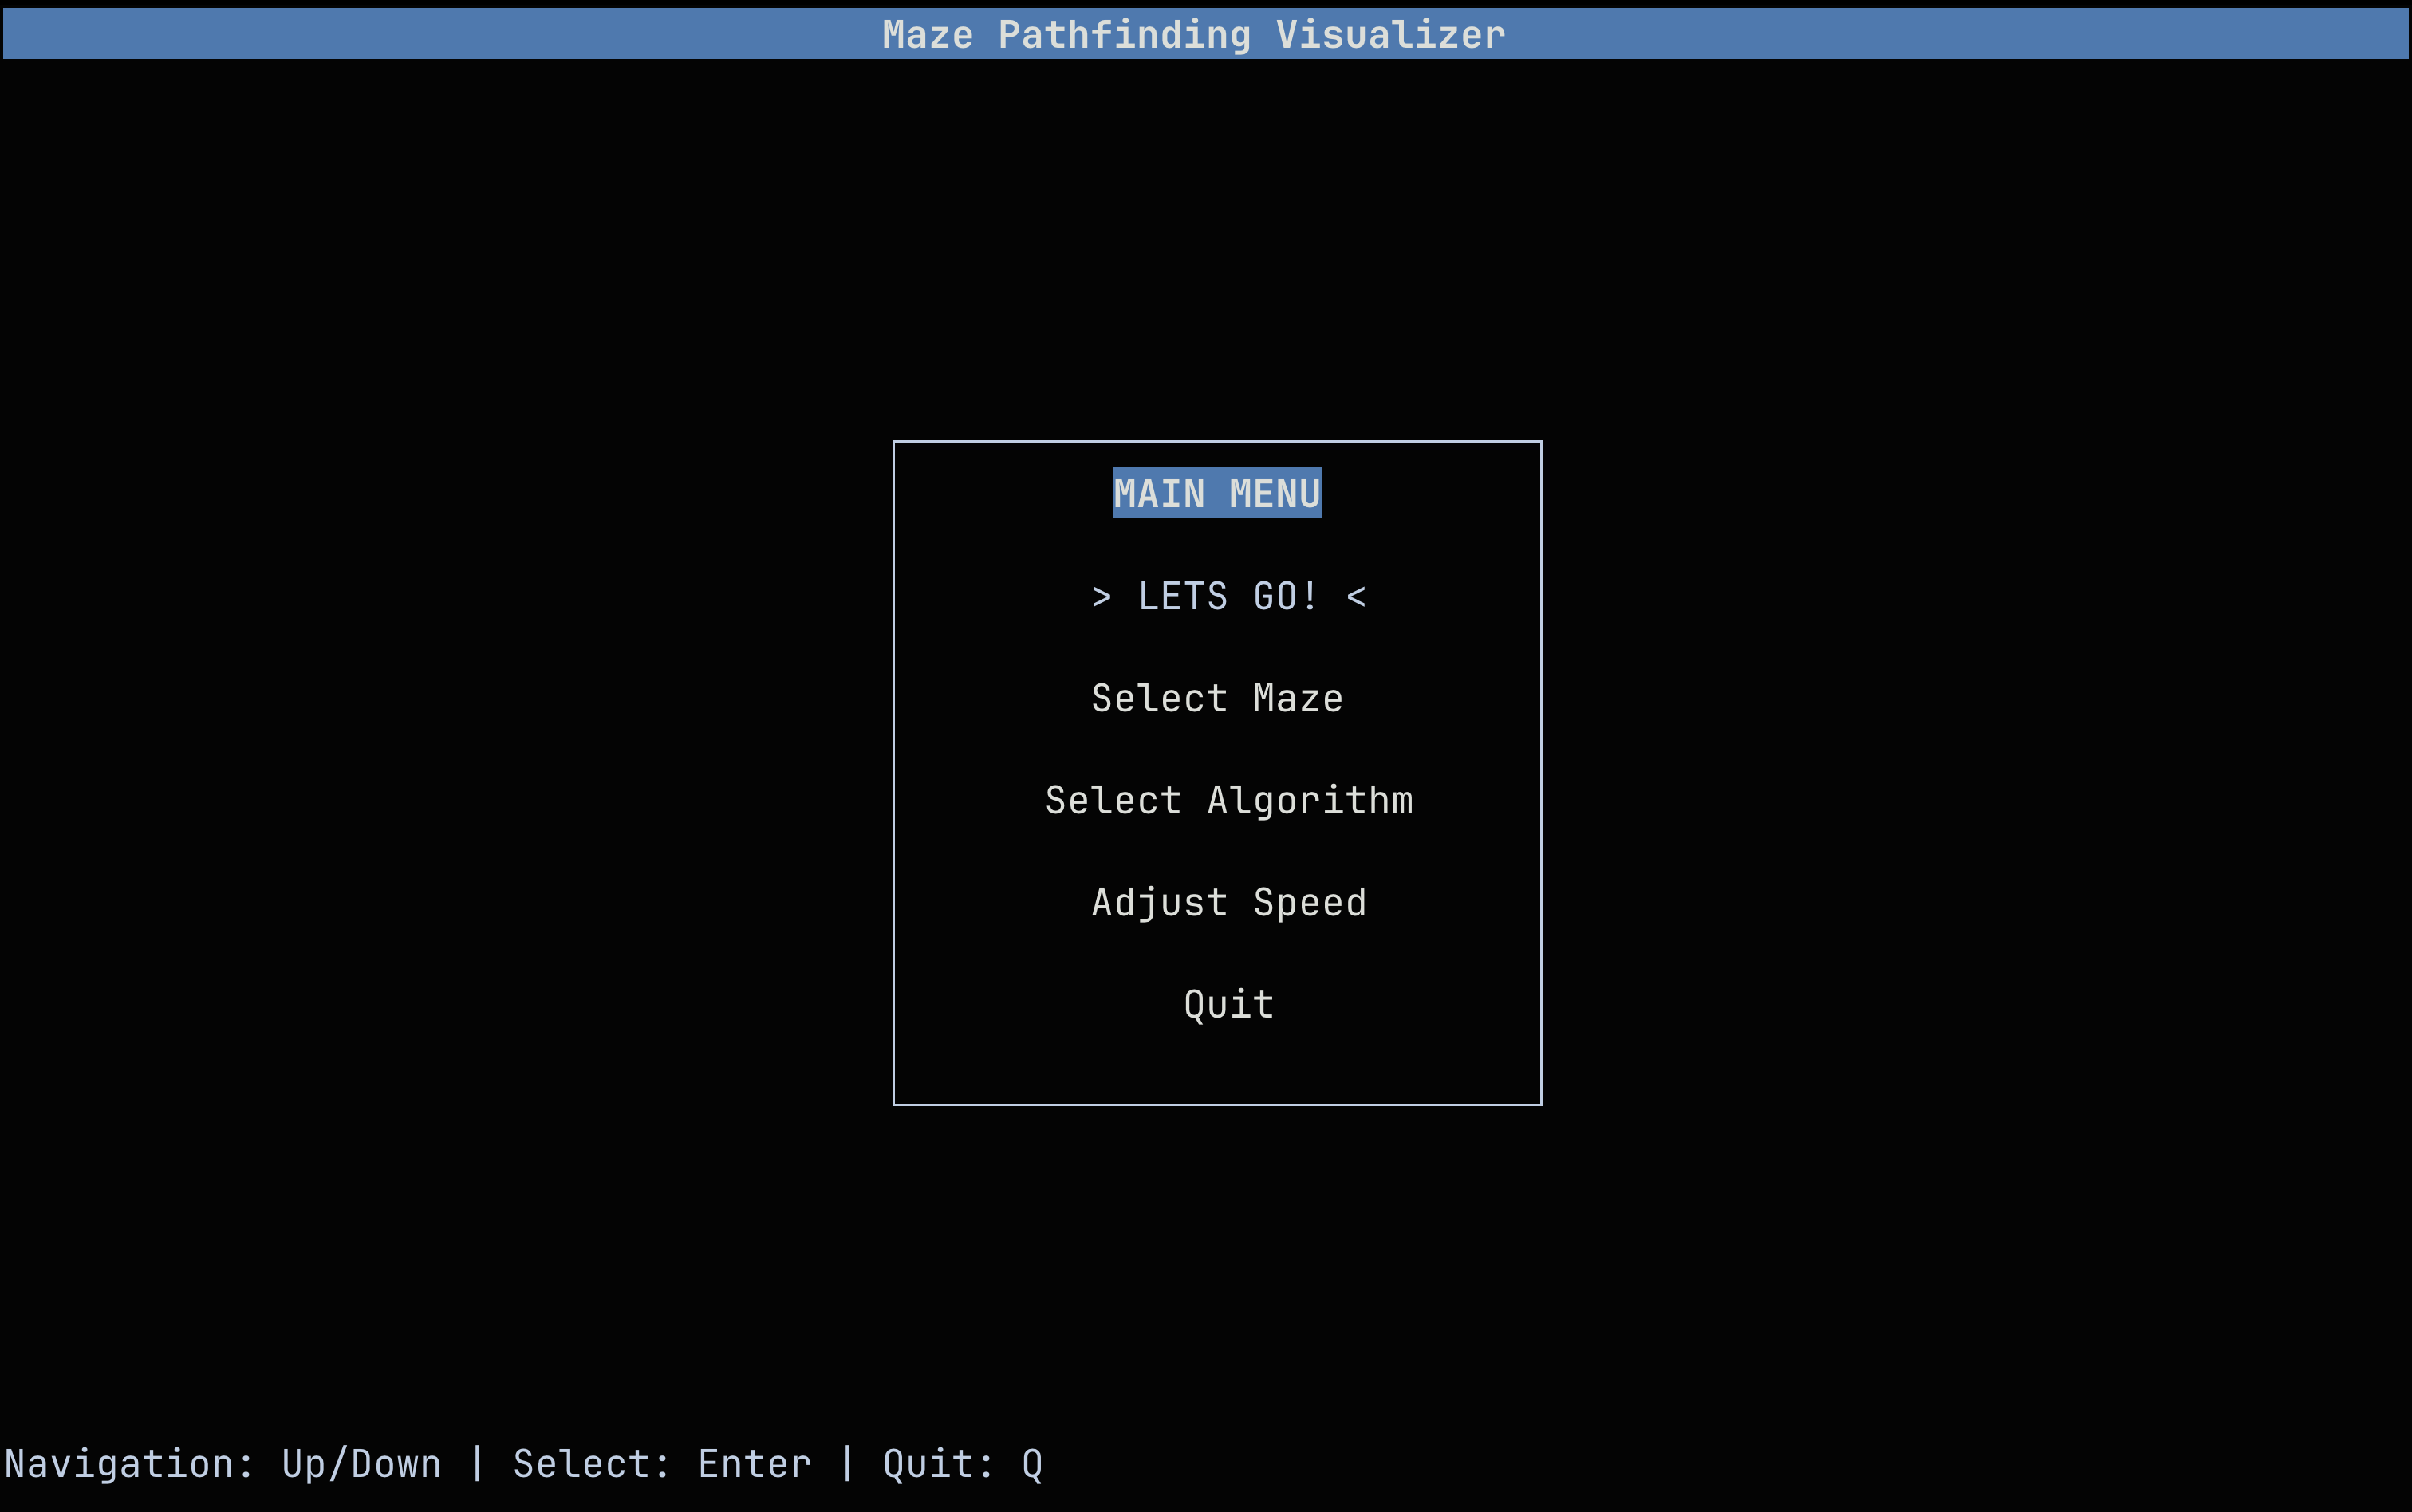 Maze Pathfinding Visualizer
MAIN MENU
> LETS GO! <
Select Maze
Select Algorithm
Adjust Speed
Quit
Navigation: Up/Down | Select: Enter | Quit: Q